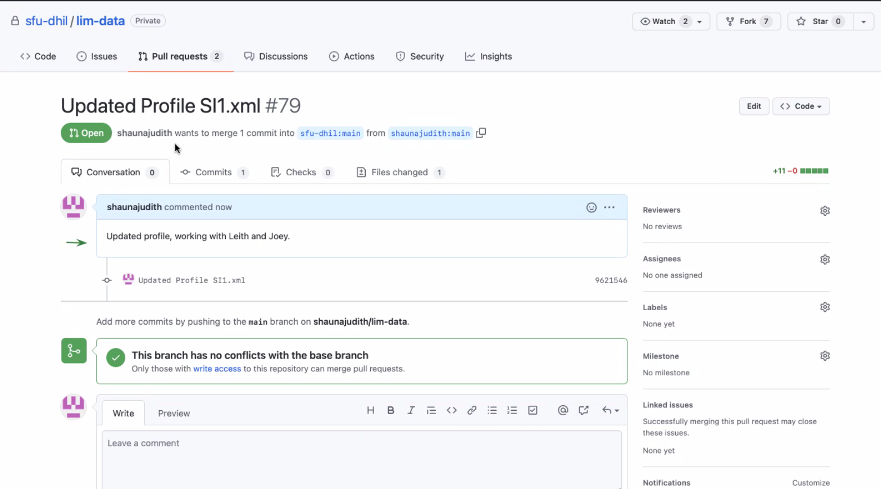 sfu-dhil / lim-data Private
Watch 2 Fork 7 Star 0
Code Issues Pull requests 2 Discussions Actions Security Insights
Updated Profile SI1.xml #79
Edit Code
Open shaunajudith wants to merge 1 commit into sfu-dhil:main from shaunajudith:main
Conversation 0 Commits 1 Checks 0 Files changed 1 +11 −0
shaunajudith commented now
Updated profile, working with Leith and Joey.
Updated Profile SI1.xml 9621546
Add more commits by pushing to the main branch on shaunajudith/lim-data.
This branch has no conflicts with the base branch
Only those with write access to this repository can merge pull requests.
Write Preview H B I
Leave a comment
Reviewers
No reviews
Assignees
No one assigned
Labels
None yet
Milestone
No milestone
Linked issues
Successfully merging this pull request may close
these issues.
None yet
Notifications Customize